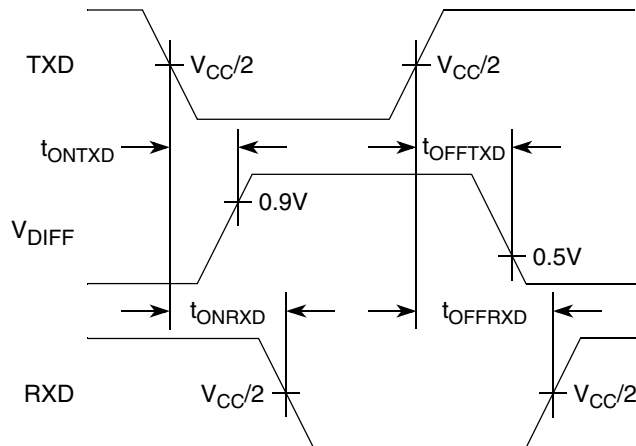 TXD
V_CC/2
V_CC/2
t_ONTXD
t_OFFTXD
0.9V
V_DIFF
0.5V
t_ONRXD
t_OFFRXD
RXD
V_CC/2
V_CC/2